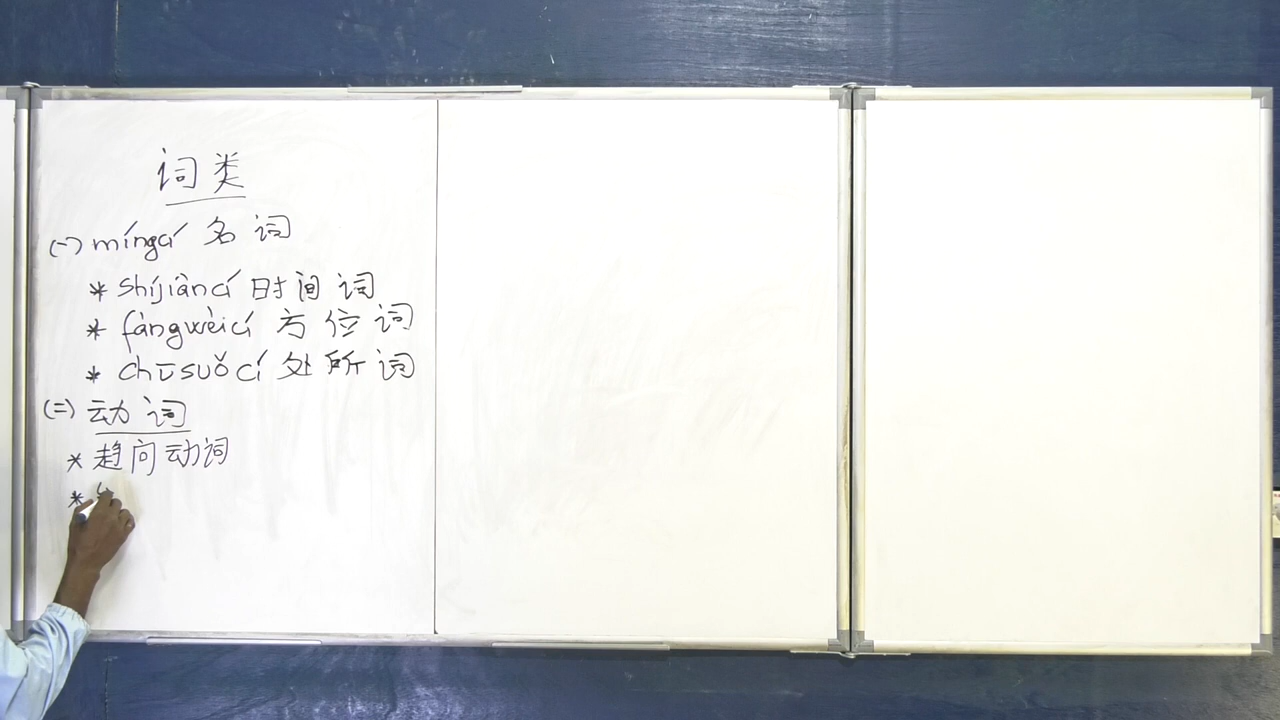 词类
(一) míngcí 名词
* shíjiāncí 时间词
* fāngwèicí 方位词
* chūsuǒcí 处所词
(二) 动词
* 趋向动词
*